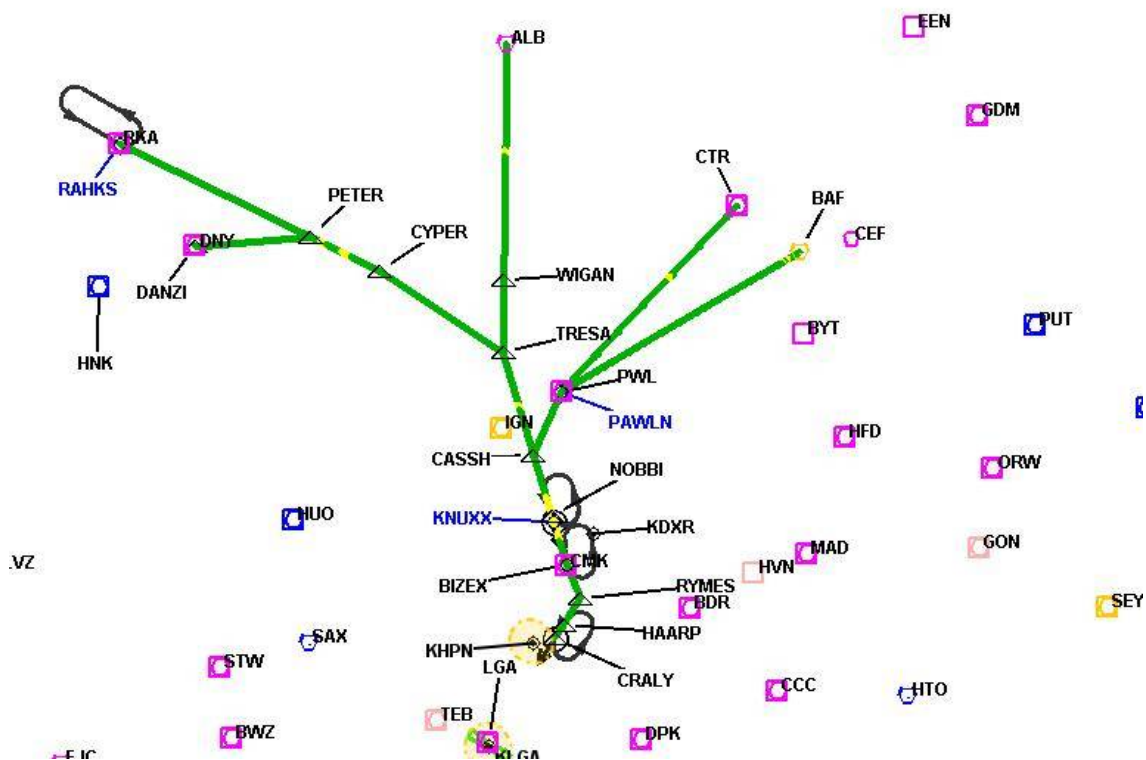 EEN
ALB
GDM
RKA
CTR
RAHKS
PETER
BAF
CYPER
CEF
DNY
WIGAN
DANZI
PUT
BYT
TRESA
HNK
PWL
PAWLN
IGN
HFD
CASSH
ORW
NOBBI
HUO
KNUXX
KDXR
GON
MAD
.VZ
CMK
HVN
BIZEX
RYMES
BDR
SEY
SAX
HAARP
KHPN
STW
LGA
CRALY
CCC
HTO
TEB
BWZ
DPK
KLGA